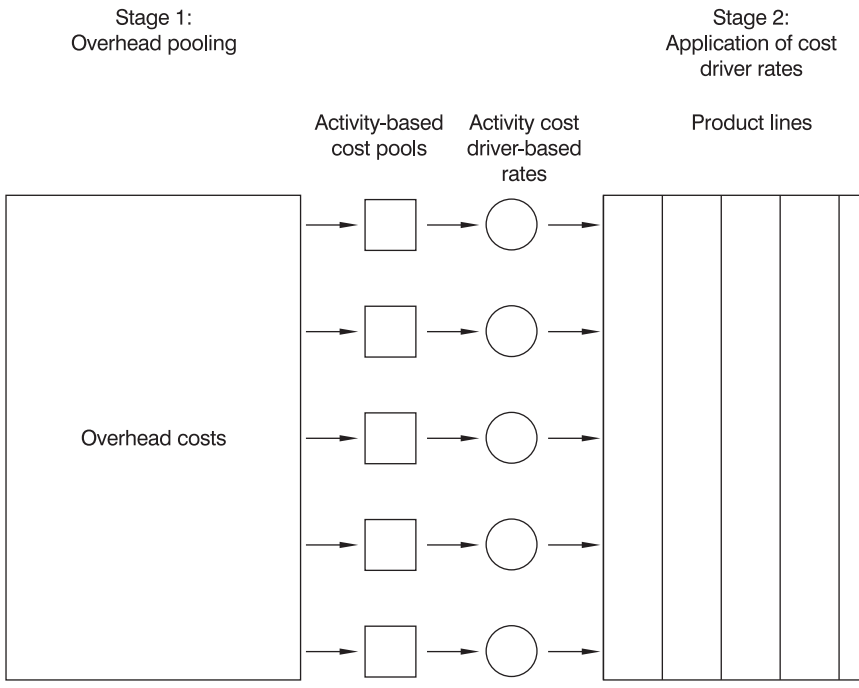 Stage 1:
Overhead pooling
Stage 2:
Application of cost
driver rates
Activity-based
cost pools
Activity cost
driver-based
rates
Product lines
Overhead costs